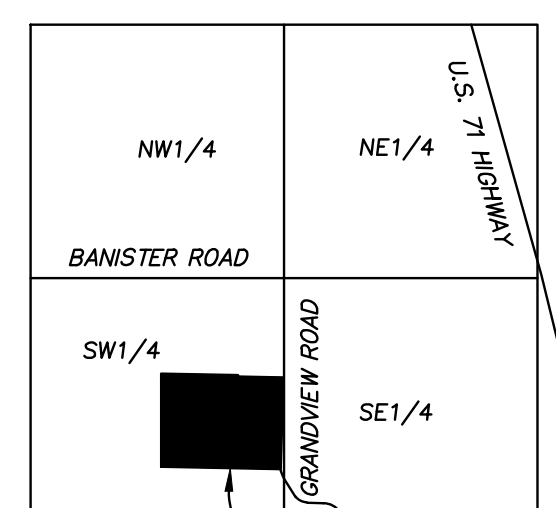 U.S. 71 HIGHWAY
NW1/4
NE1/4
BANISTER ROAD
SW1/4
GRANDVIEW ROAD
SE1/4